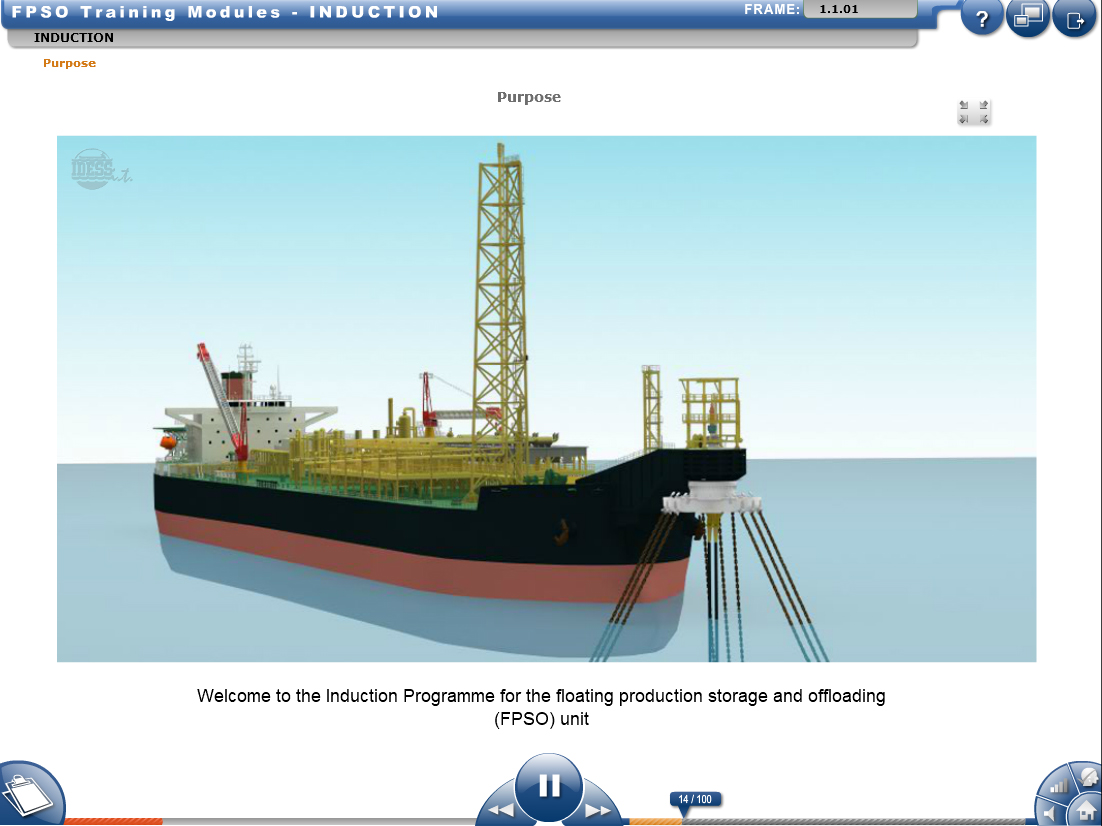 FPSO Training Modules - INDUCTION
FRAME: 1.1.01
?
INDUCTION
Purpose
Purpose
IDESS i.t.
Welcome to the Induction Programme for the floating production storage and offloading
(FPSO) unit
14 / 100